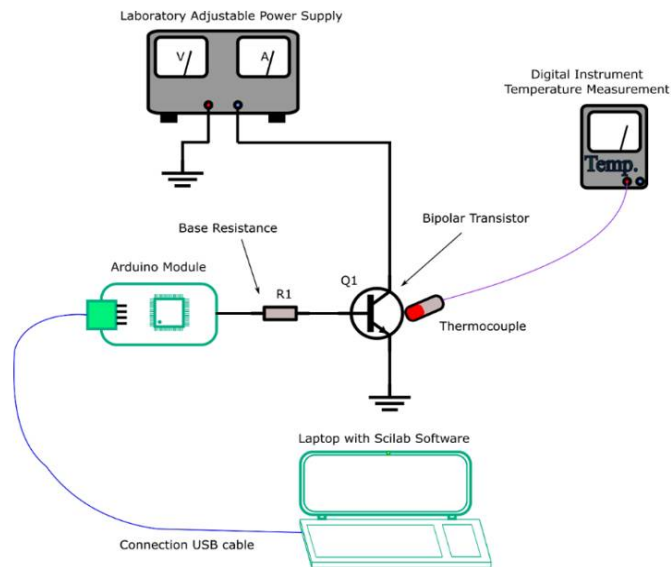 Laboratory Adjustable Power Supply
V
A
Digital Instrument
Temperature Measurement
Temp.
Bipolar Transistor
Base Resistance
Arduino Module
Q1
R1
Thermocouple
Laptop with Scilab Software
Connection USB cable